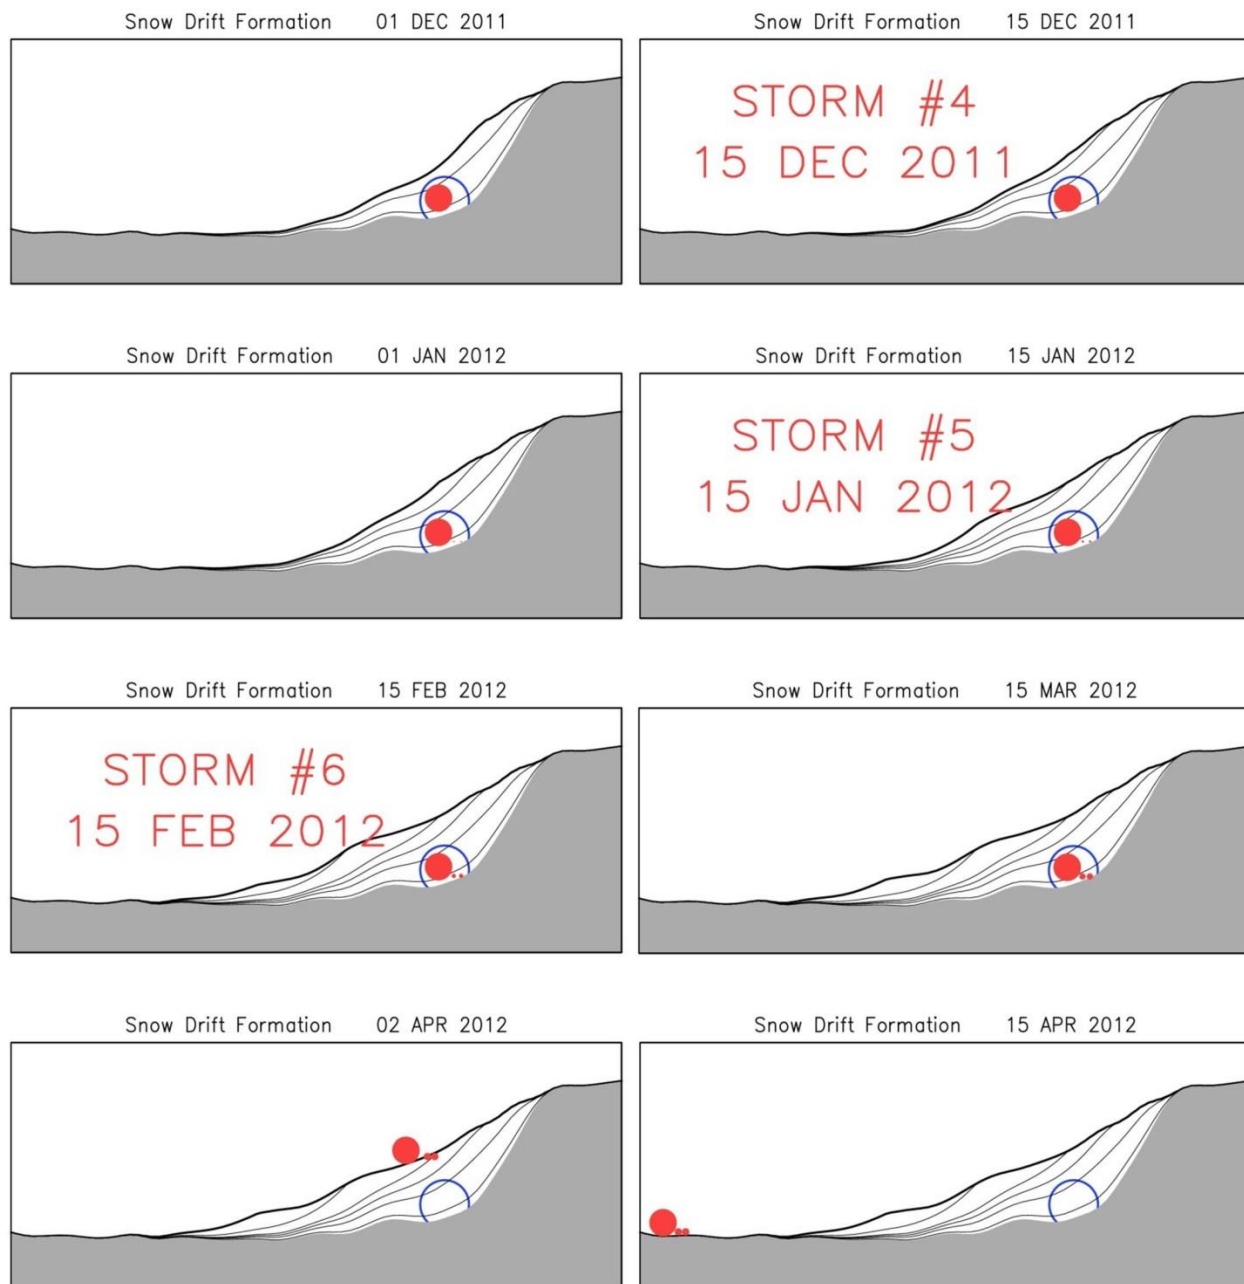 Snow Drift Formation 01 DEC 2011
Snow Drift Formation 15 DEC 2011
STORM #4
15 DEC 2011
Snow Drift Formation 01 JAN 2012
Snow Drift Formation 15 JAN 2012
STORM #5
15 JAN 2012
Snow Drift Formation 15 FEB 2012
STORM #6
15 FEB 2012
Snow Drift Formation 15 MAR 2012
Snow Drift Formation 02 APR 2012
Snow Drift Formation 15 APR 2012